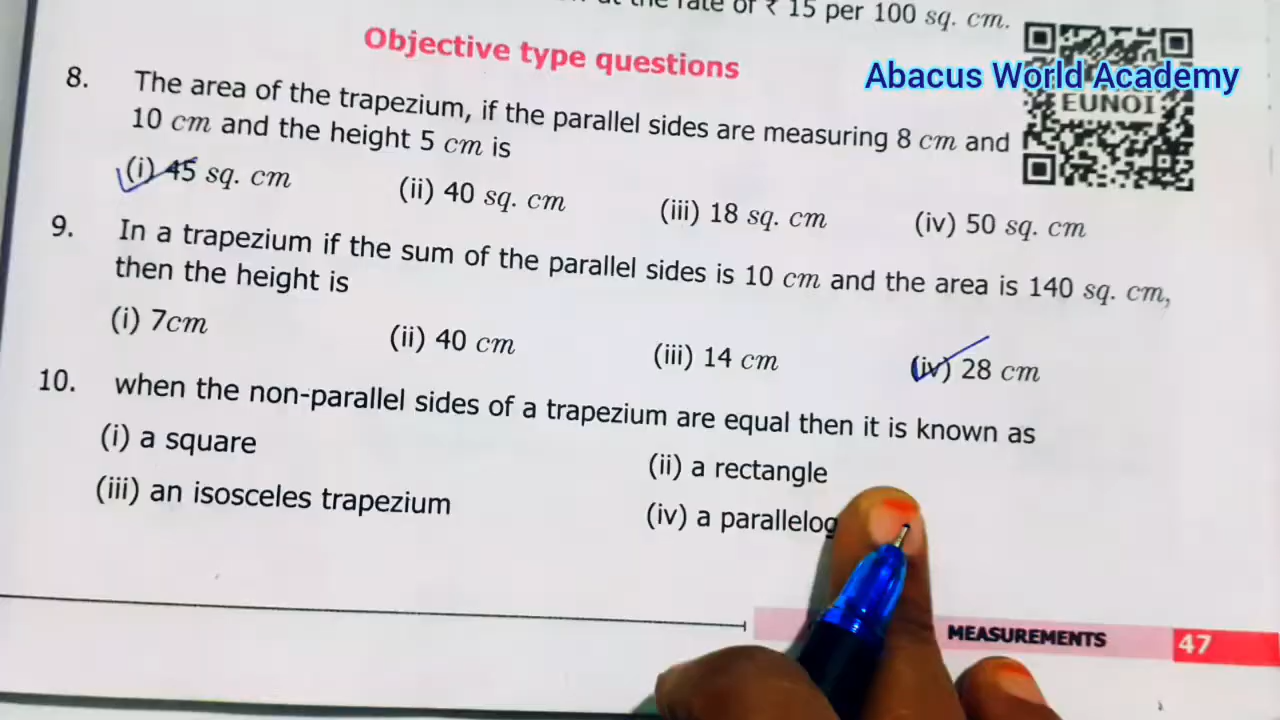 at the rate of ₹ 15 per 100 sq. cm.
Objective type questions
Abacus World Academy
EUNOI
8. The area of the trapezium, if the parallel sides are measuring 8 cm and
10 cm and the height 5 cm is
(i) 45 sq. cm (ii) 40 sq. cm (iii) 18 sq. cm (iv) 50 sq. cm
9. In a trapezium if the sum of the parallel sides is 10 cm and the area is 140 sq. cm,
then the height is
(i) 7cm (ii) 40 cm (iii) 14 cm (iv) 28 cm
10. when the non-parallel sides of a trapezium are equal then it is known as
(i) a square (ii) a rectangle
(iii) an isosceles trapezium (iv) a parallelog
MEASUREMENTS 47